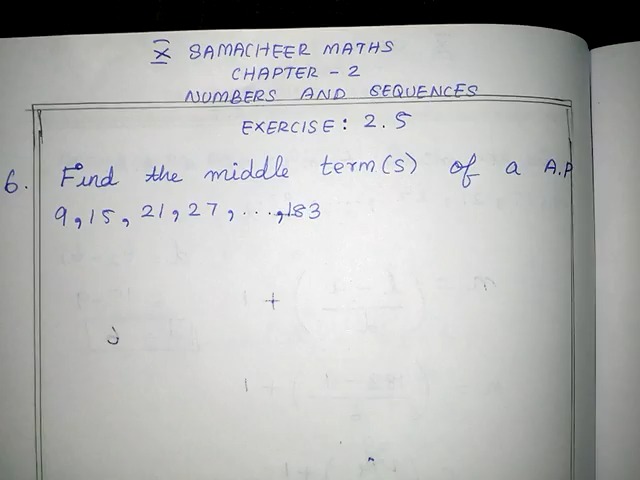 X SAMACHEER MATHS
CHAPTER - 2
NUMBERS AND SEQUENCES
EXERCISE: 2.5
6. Find the middle term(s) of a A.P
9, 15, 21, 27, ..., 183